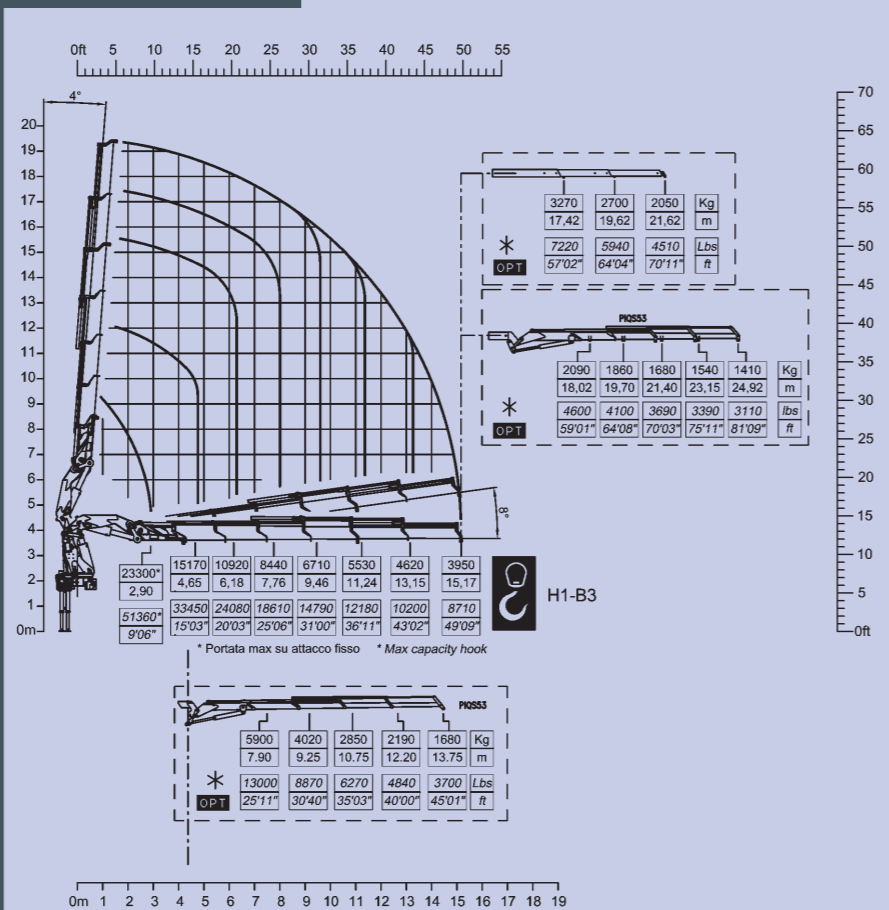 0ft 5 10 15 20 25 30 35 40 45 50 55
4°
20
19
18
17
16
15
14
13
12
11
10
9
8
7
6
5
4
3
2
1
0m
70
65
60
55
50
45
40
35
30
25
20
15
10
5
0ft
3270 2700 2050 Kg
17,42 19,62 21,62 m
7220 5940 4510 Lbs
57'02" 64'04" 70'11" ft
OPT
PIQS53
2090 1860 1680 1540 1410 Kg
18,02 19,70 21,40 23,15 24,92 m
4600 4100 3690 3390 3110 lbs
59'01" 64'08" 70'03" 75'11" 81'09" ft
OPT
8°
23300* 15170 10920 8440 6710 5530 4620 3950
2,90 4,65 6,18 7,76 9,46 11,24 13,15 15,17
51360* 33450 24080 18610 14790 12180 10200 8710
9'06" 15'03" 20'03" 25'06" 31'00" 36'11" 43'02" 49'09"
H1-B3
* Portata max su attacco fisso * Max capacity hook
PIQS53
5900 4020 2850 2190 1680 Kg
7.90 9.25 10.75 12.20 13.75 m
13000 8870 6270 4840 3700 Lbs
25'11" 30'40" 35'03" 40'00" 45'01" ft
OPT
0m 1 2 3 4 5 6 7 8 9 10 11 12 13 14 15 16 17 18 19